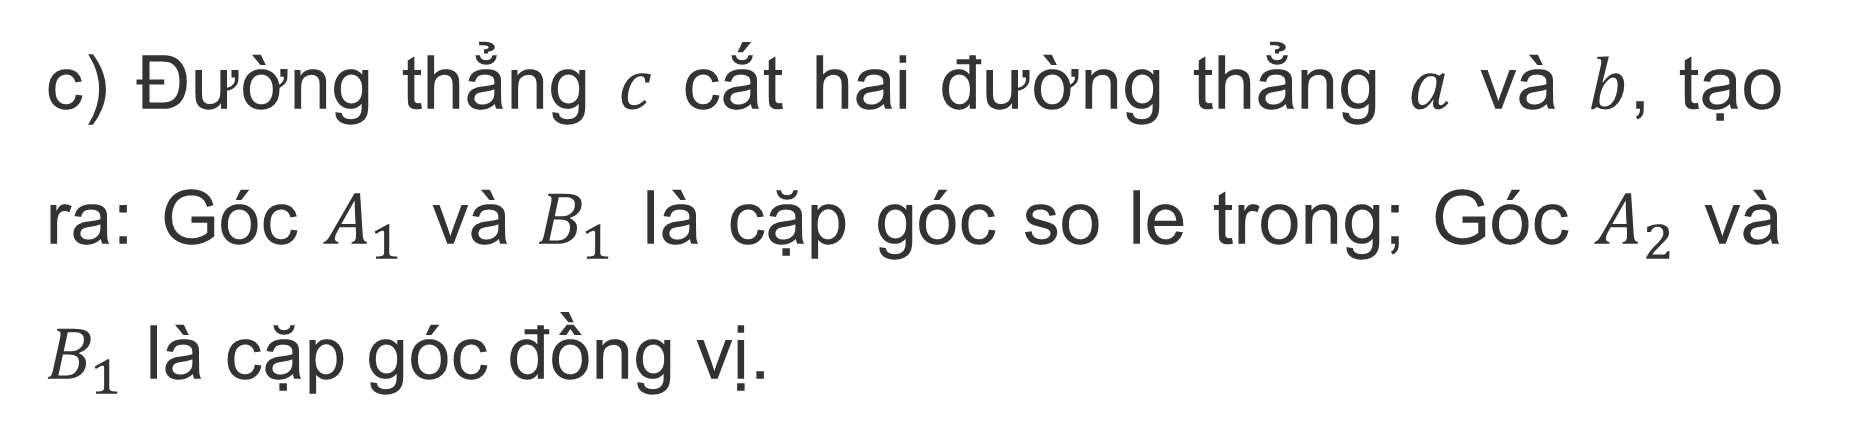 c) Đường thẳng c cắt hai đường thẳng a và b, tạo
ra: Góc A₁ và B₁ là cặp góc so le trong; Góc A₂ và
B₁ là cặp góc đồng vị.